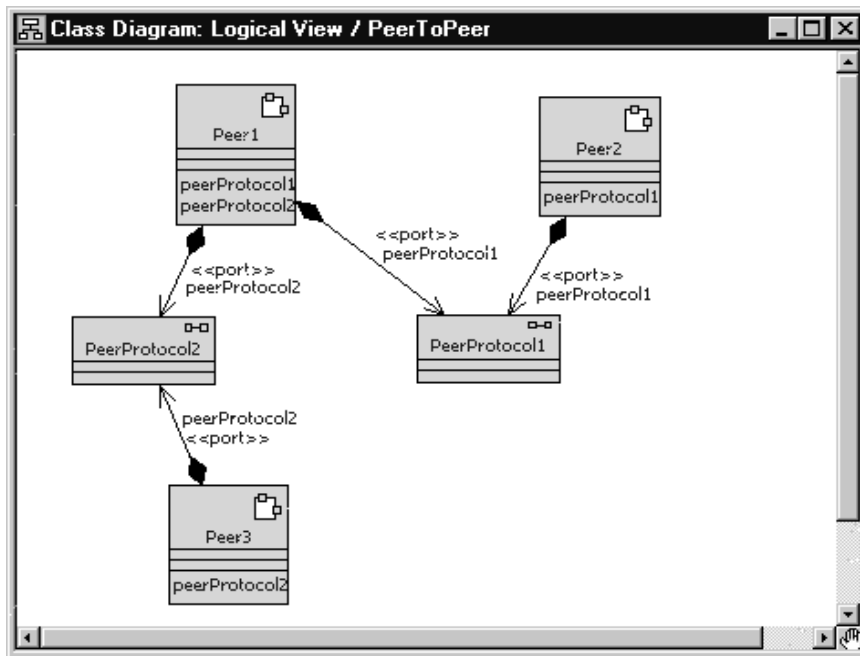 Class Diagram: Logical View / PeerToPeer
Peer1
peerProtocol1
peerProtocol2
Peer2
peerProtocol1
<<port>>
peerProtocol1
<<port>>
peerProtocol2
<<port>>
peerProtocol1
PeerProtocol2
PeerProtocol1
peerProtocol2
<<port>>
Peer3
peerProtocol2